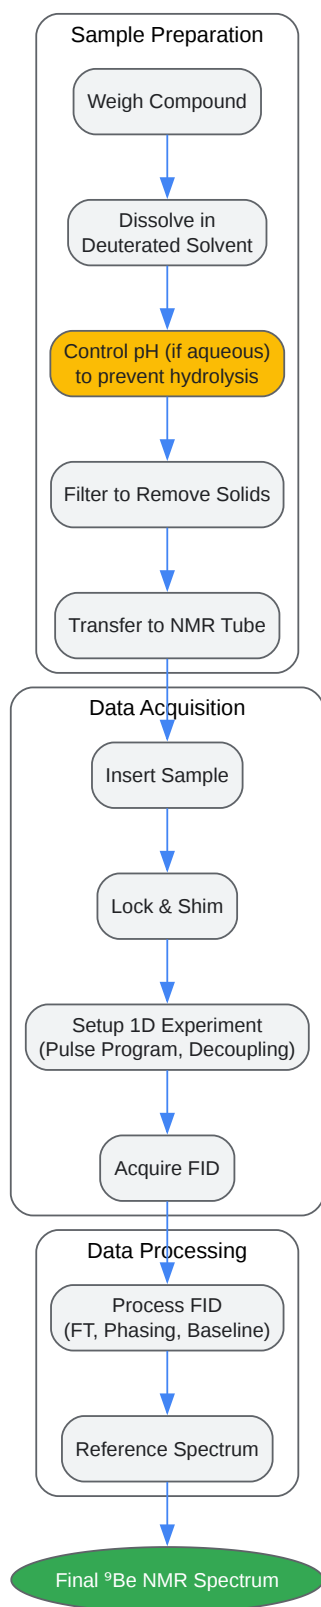 Sample Preparation
Weigh Compound
Dissolve in
Deuterated Solvent
Control pH (if aqueous)
to prevent hydrolysis
Filter to Remove Solids
Transfer to NMR Tube
Data Acquisition
Insert Sample
Lock & Shim
Setup 1D Experiment
(Pulse Program, Decoupling)
Acquire FID
Data Processing
Process FID
(FT, Phasing, Baseline)
Reference Spectrum
Final ⁹Be NMR Spectrum